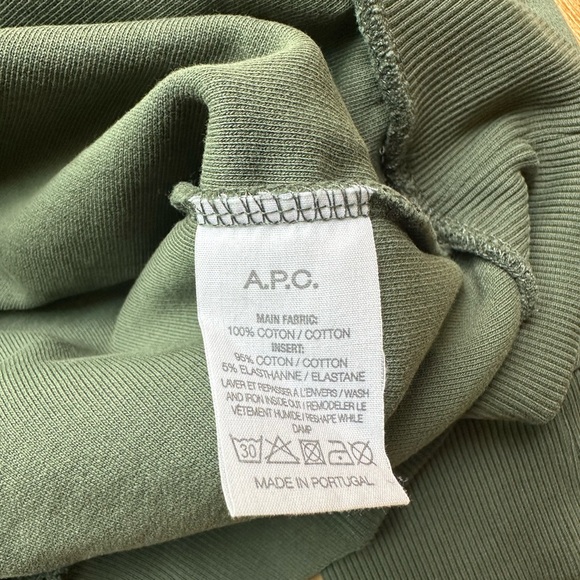 A.P.C.
MAIN FABRIC:
100% COTON / COTTON
INSERT:
95% COTON / COTTON
5% ELASTHANNE / ELASTANE
LAVER ET REPASSER A L'ENVERS / WASH
AND IRON INSIDE OUT / REMODELER LE
VÊTEMENT HUMIDE / RESHAPE WHILE
DAMP
30
MADE IN PORTUGAL